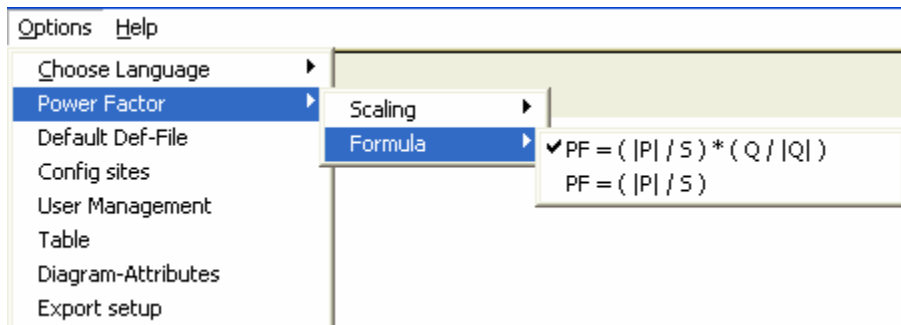 Options Help
Choose Language
Power Factor
Default Def-File
Config sites
User Management
Table
Diagram-Attributes
Export setup
Scaling
Formula
PF = ( |P| / S ) * ( Q / |Q| )
PF = ( |P| / S )